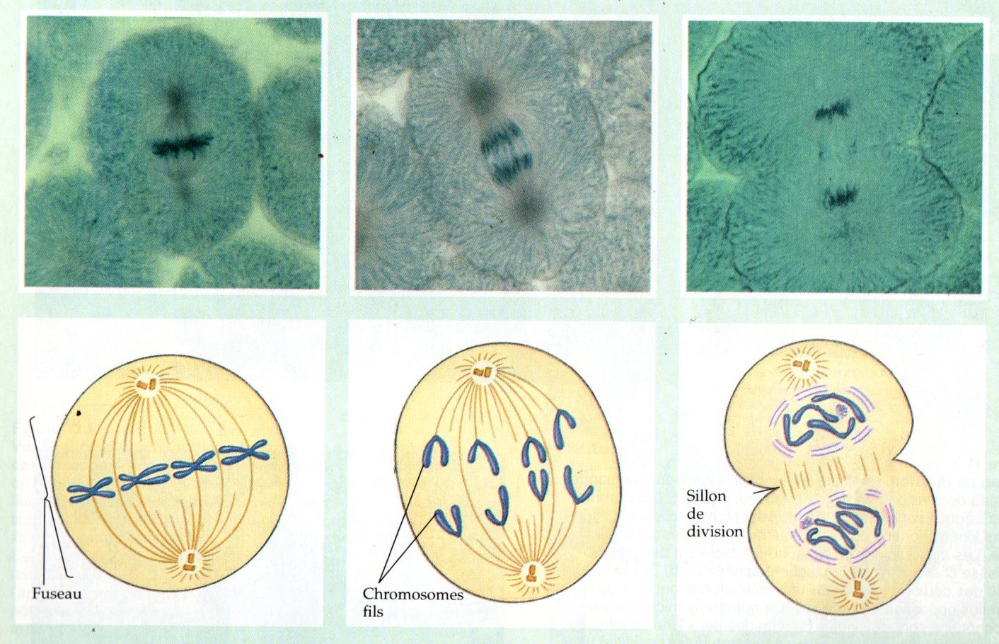 Fuseau
Chromosomes
fils
Sillon
de
division